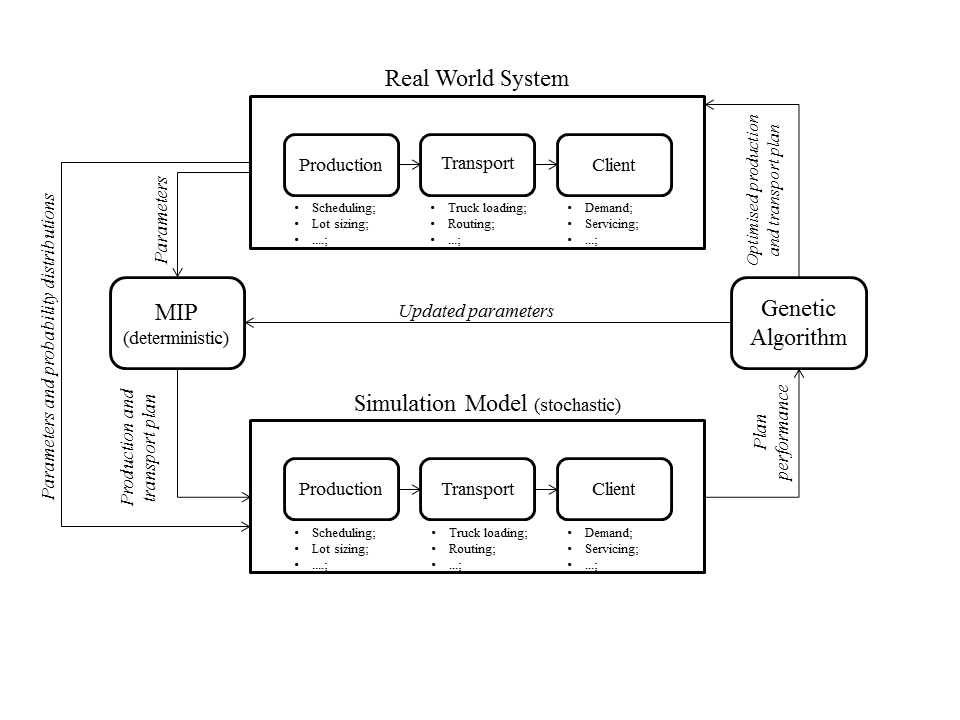 Real World System
Production
Transport
Client
• Scheduling;
• Lot sizing;
• ....;
• Truck loading;
• Routing;
• ...;
• Demand;
• Servicing;
• ...;
Parameters and probability distributions
Parameters
Optimised production
and transport plan
MIP
(deterministic)
Updated parameters
Genetic
Algorithm
Production and
transport plan
Plan
performance
Simulation Model (stochastic)
Production
Transport
Client
• Scheduling;
• Lot sizing;
• ....;
• Truck loading;
• Routing;
• ...;
• Demand;
• Servicing;
• ...;